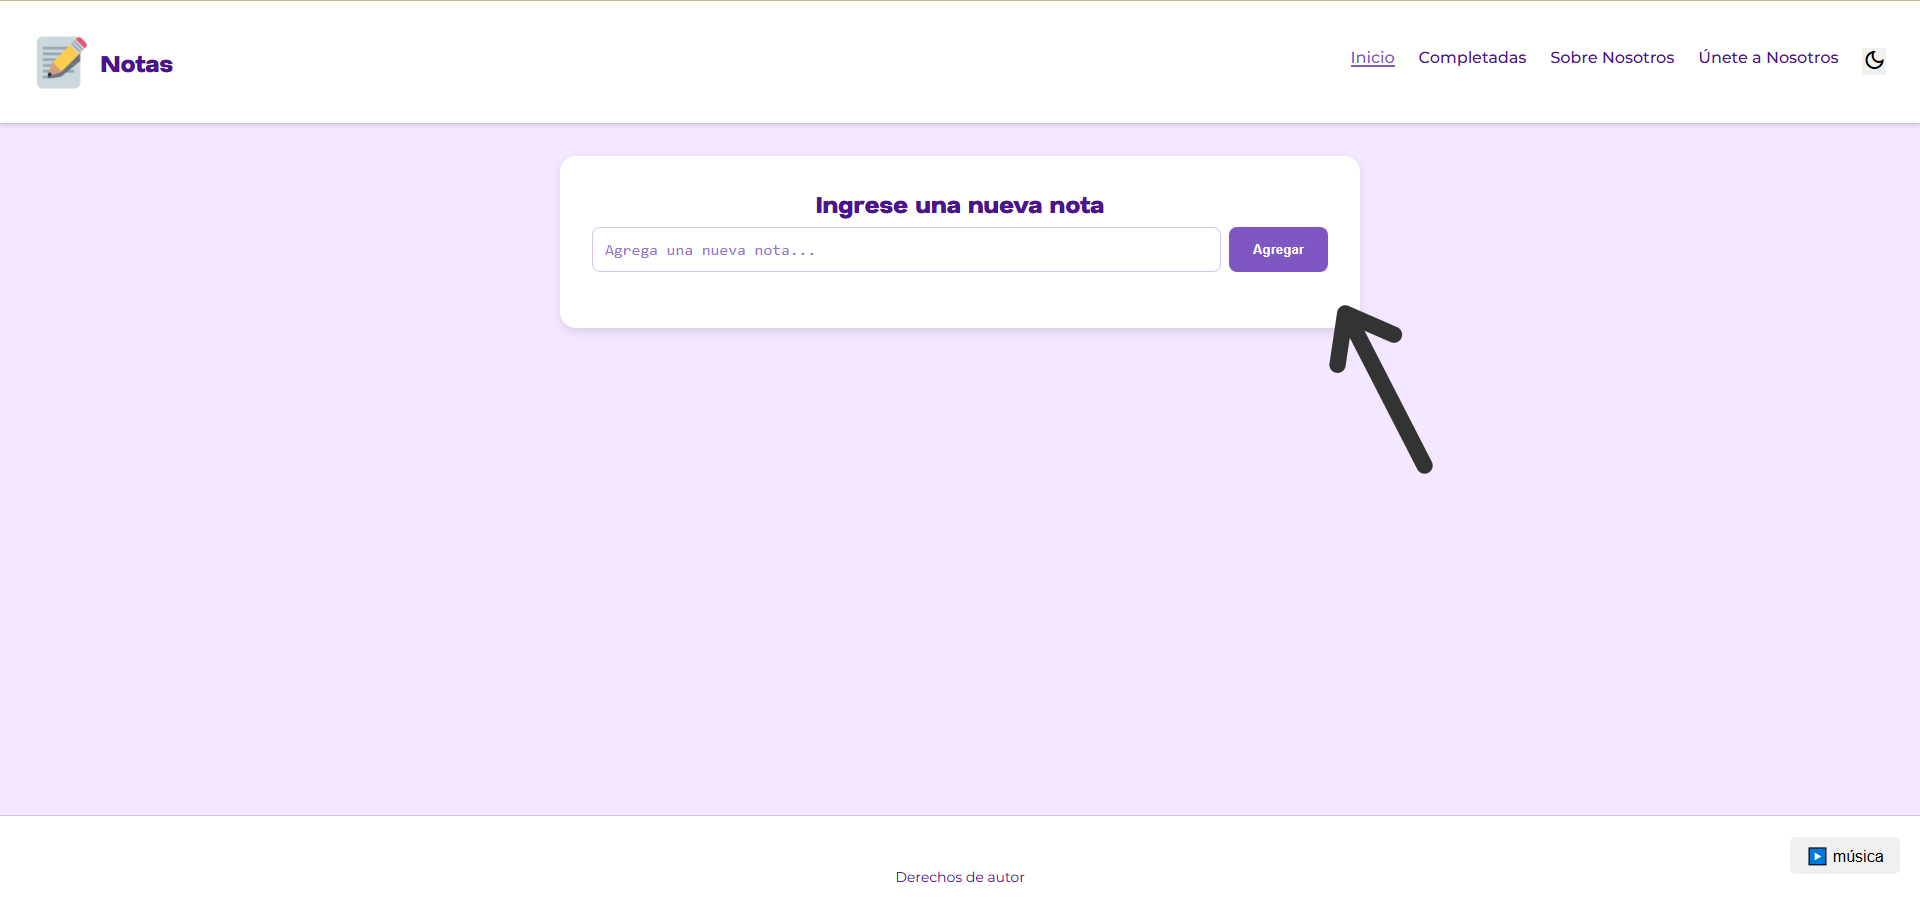 Notas
Inicio Completadas Sobre Nosotros Únete a Nosotros
Ingrese una nueva nota
Agrega una nueva nota... Agregar
música
Derechos de autor